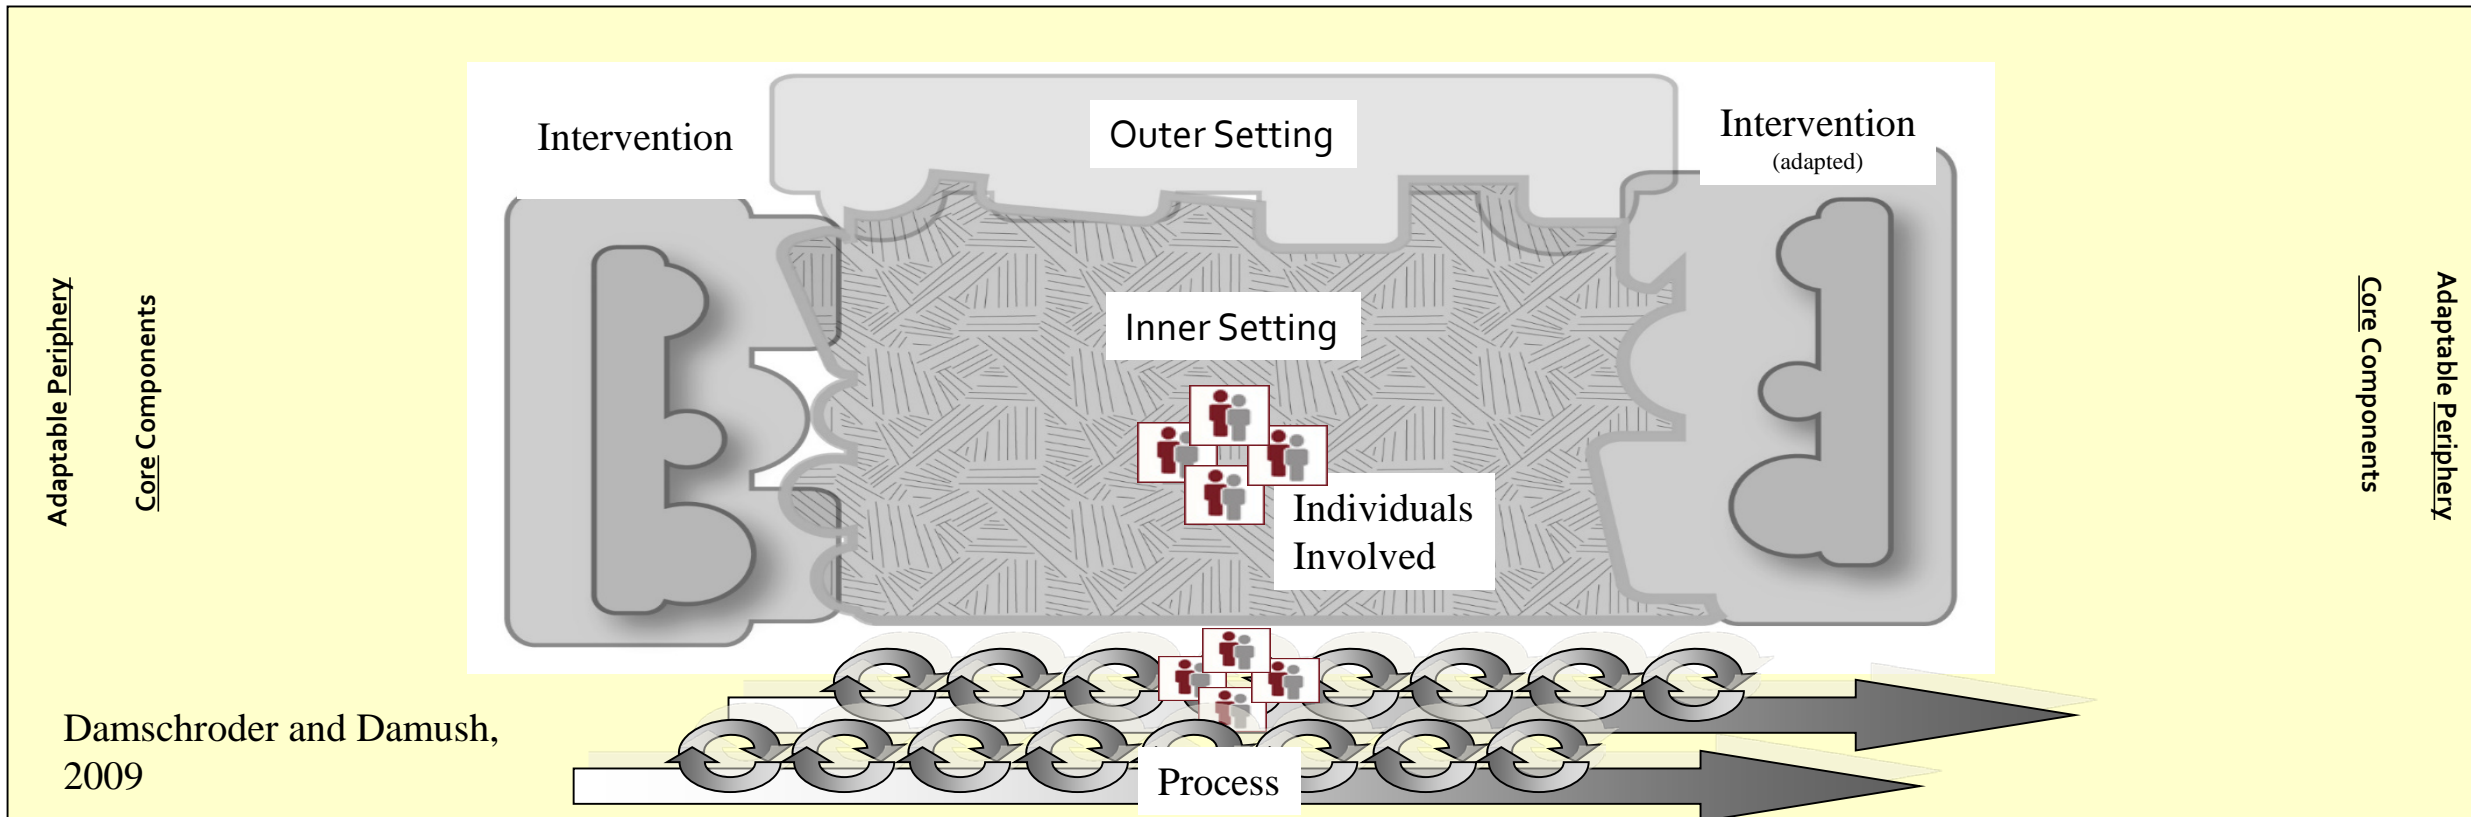 Intervention
Outer Setting
Intervention
(adapted)
Adaptable Periphery
Core Components
Inner Setting
Core Components
Adaptable Periphery
Individuals
Involved
Damschroder and Damush,
2009
Process